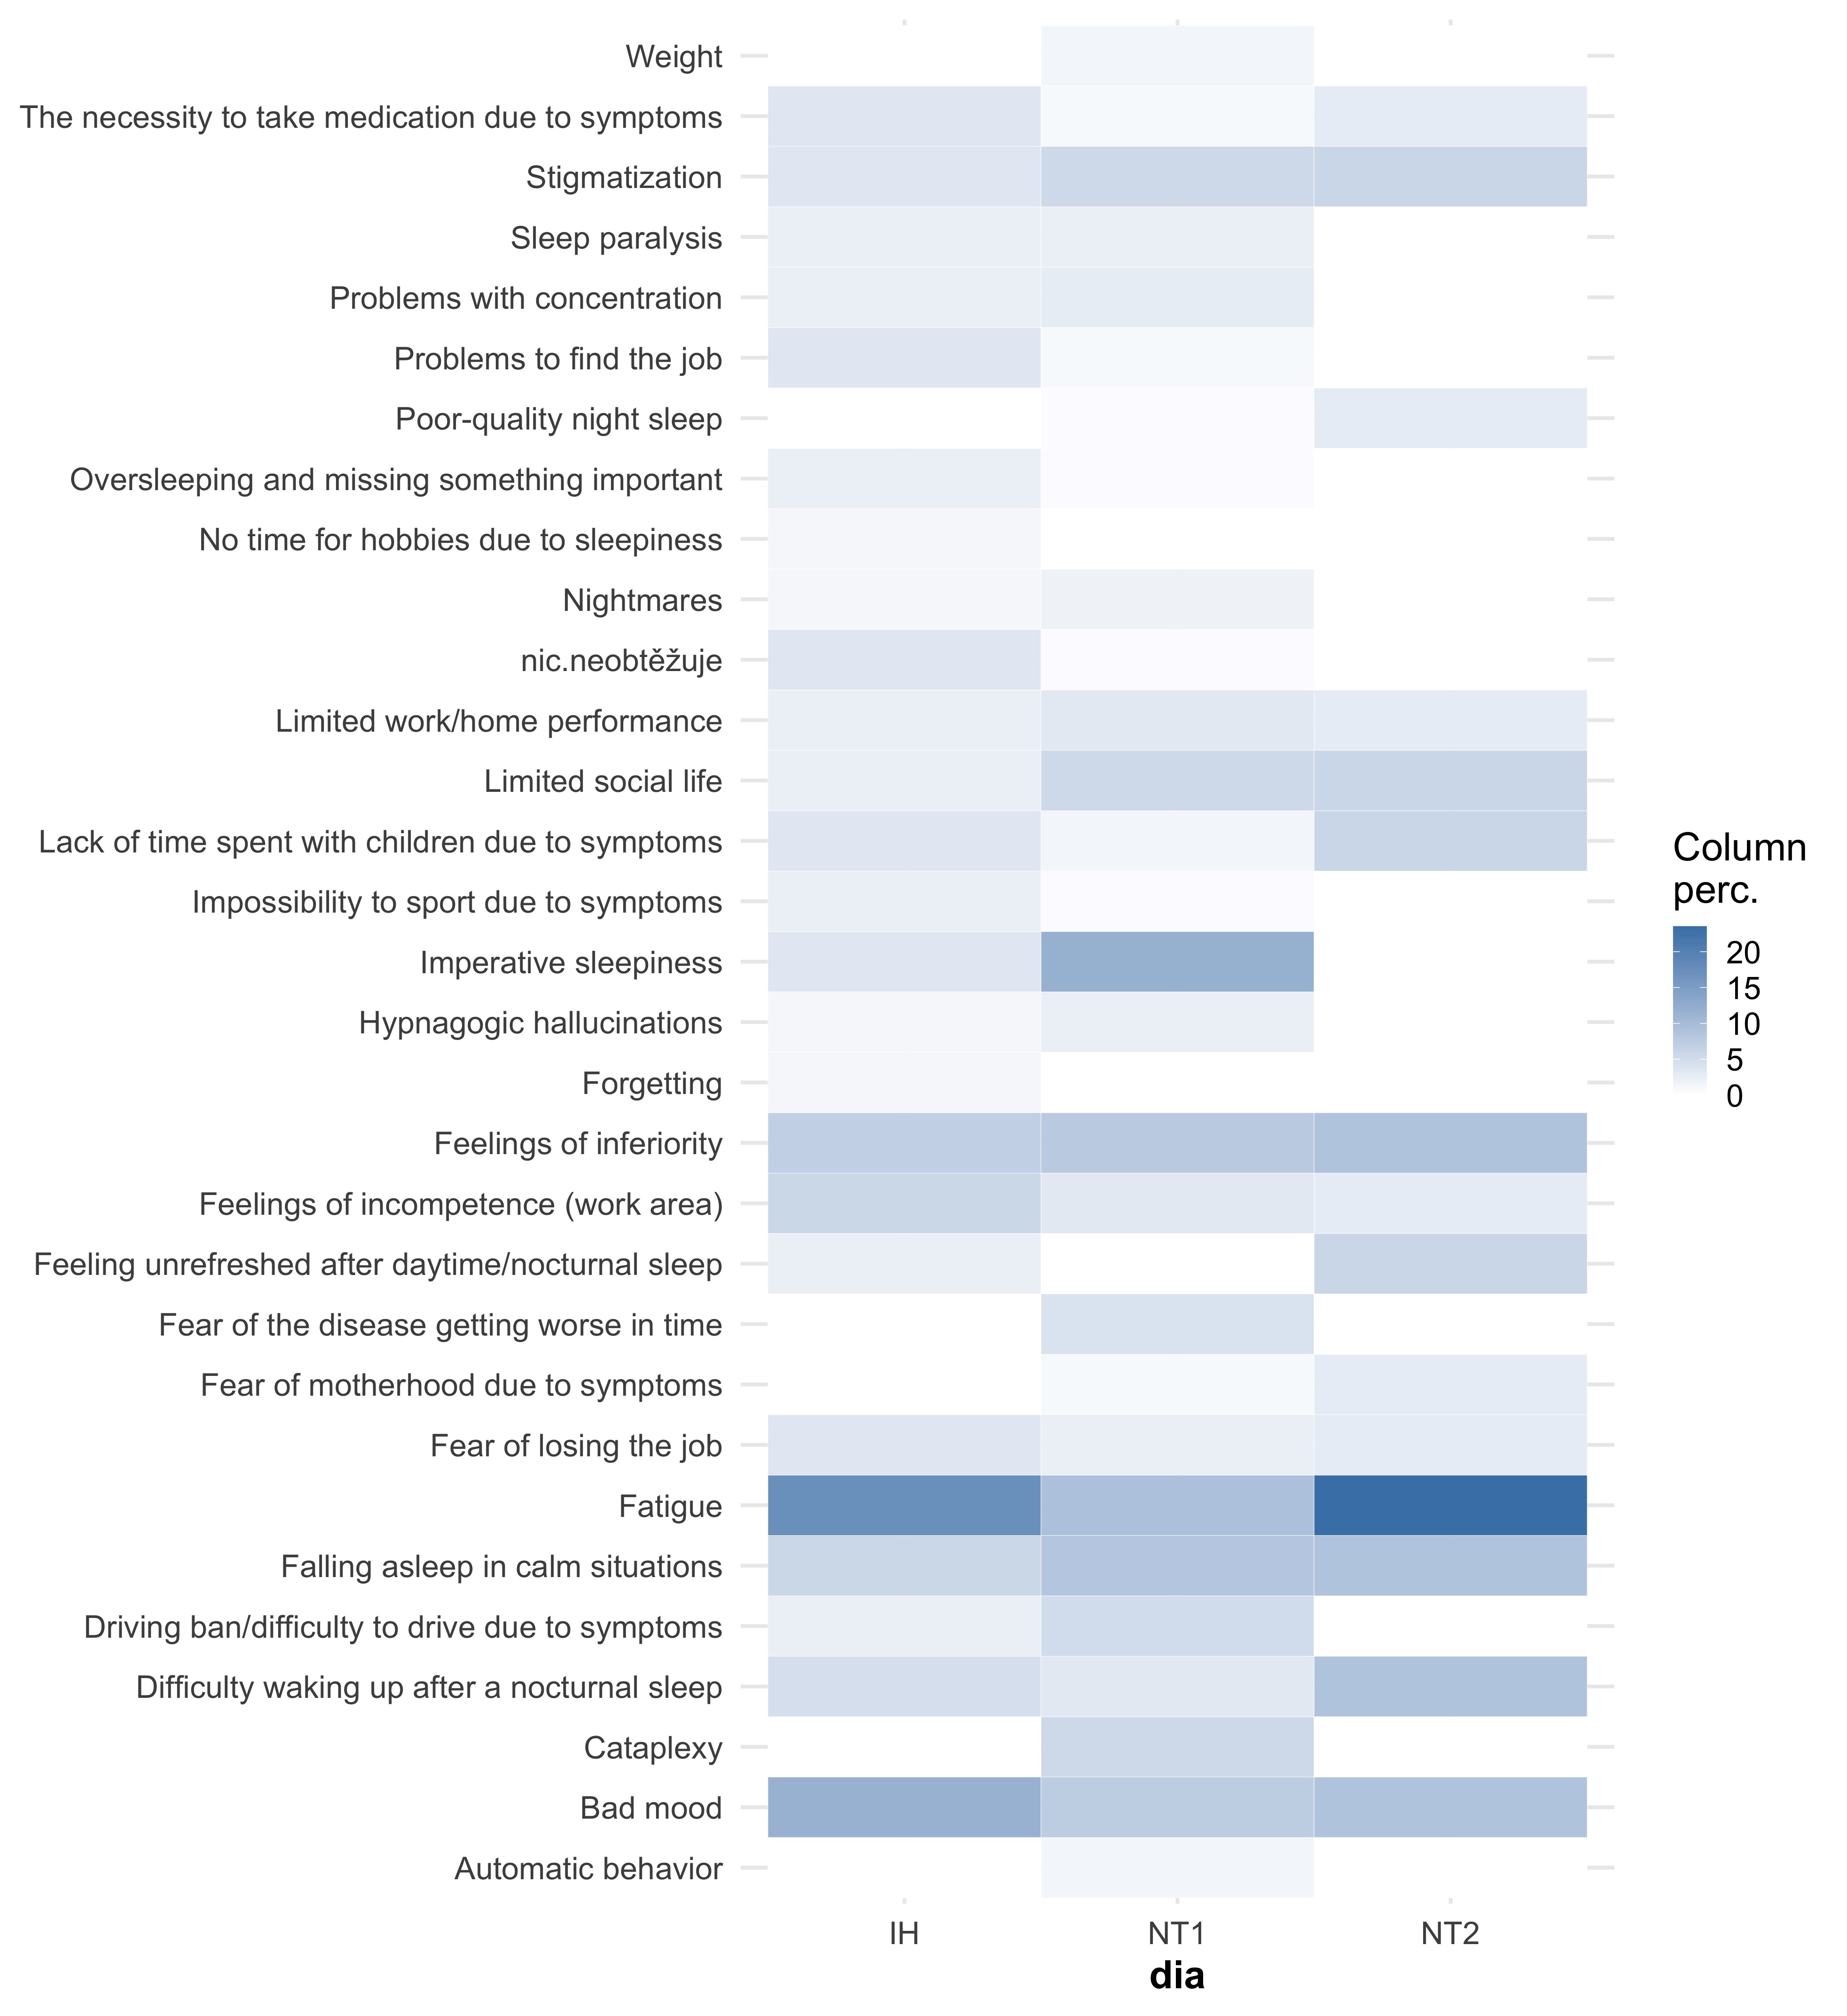 Weight
The necessity to take medication due to symptoms
Stigmatization
Sleep paralysis
Problems with concentration
Problems to find the job
Poor-quality night sleep
Oversleeping and missing something important
No time for hobbies due to sleepiness
Nightmares
nic.neobtěžuje
Limited work/home performance
Limited social life
Lack of time spent with children due to symptoms
Impossibility to sport due to symptoms
Imperative sleepiness
Hypnagogic hallucinations
Forgetting
Feelings of inferiority
Feelings of incompetence (work area)
Feeling unrefreshed after daytime/nocturnal sleep
Fear of the disease getting worse in time
Fear of motherhood due to symptoms
Fear of losing the job
Fatigue
Falling asleep in calm situations
Driving ban/difficulty to drive due to symptoms
Difficulty waking up after a nocturnal sleep
Cataplexy
Bad mood
Automatic behavior
IH NT1 NT2
dia
Column
perc.
20
15
10
5
0